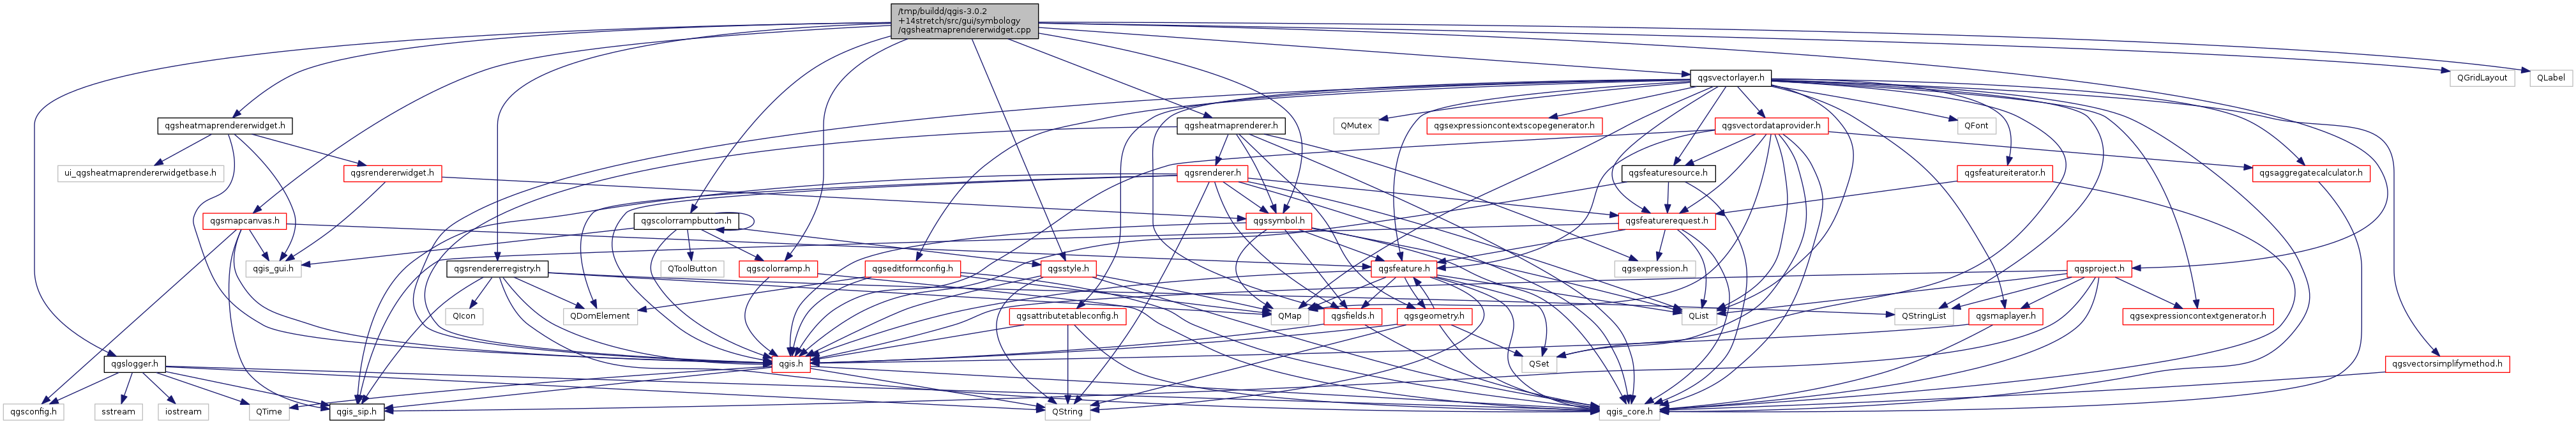 /tmp/buildd/qgis-3.0.2
+14stretch/src/gui/symbology
/qgsheatmaprendererwidget.cpp
qgsvectorlayer.h
QGridLayout
QLabel
qgsheatmaprendererwidget.h
qgsheatmaprenderer.h
QMutex
qgsexpressioncontextscopegenerator.h
qgsvectordataprovider.h
QFont
ui_qgsheatmaprendererwidgetbase.h
qgsrendererwidget.h
qgsrenderer.h
qgsfeaturesource.h
qgsfeatureiterator.h
qgsaggregatecalculator.h
qgsmapcanvas.h
qgscolorrampbutton.h
qgssymbol.h
qgsfeaturerequest.h
qgis_gui.h
qgsrendererregistry.h
QToolButton
qgscolorramp.h
qgseditformconfig.h
qgsstyle.h
qgsfeature.h
qgsexpression.h
qgsproject.h
QIcon
QDomElement
qgsattributetableconfig.h
QMap
qgsfields.h
qgsgeometry.h
QList
QStringList
qgsmaplayer.h
qgsexpressioncontextgenerator.h
qgslogger.h
qgis.h
QSet
qgsvectorsimplifymethod.h
qgsconfig.h
sstream
iostream
QTime
qgis_sip.h
QString
qgis_core.h